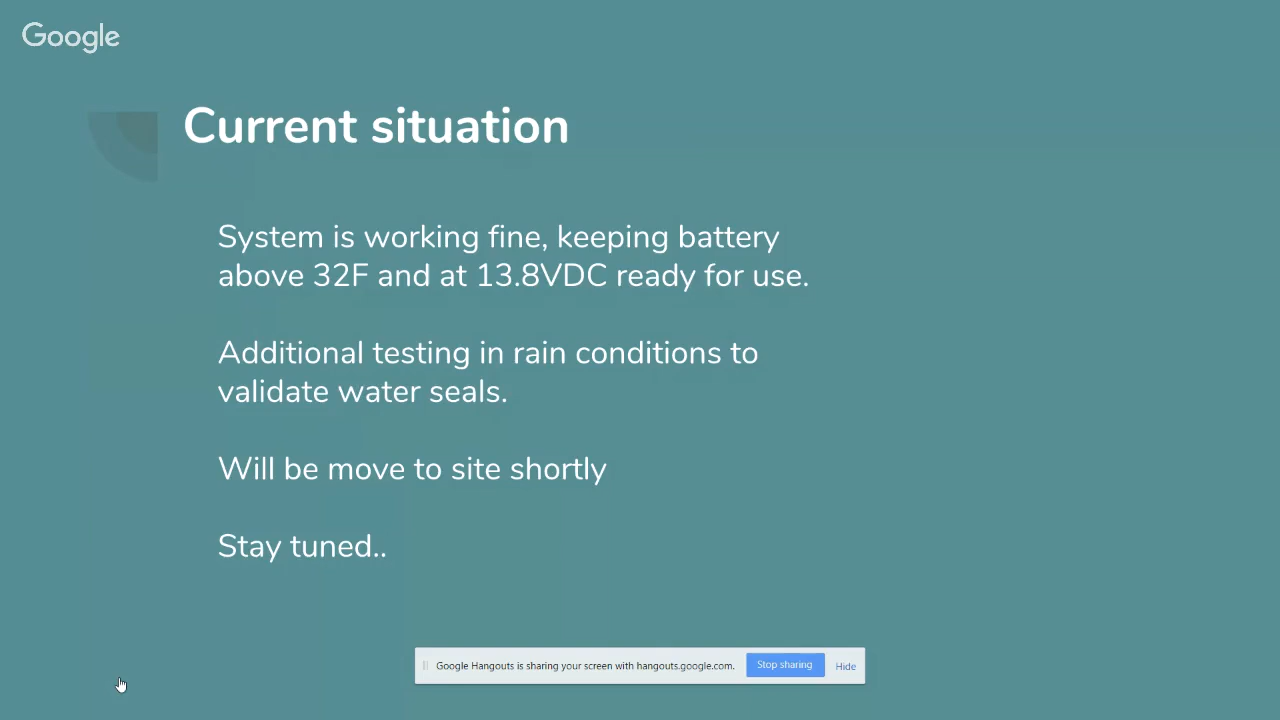 Google
Current situation
System is working fine, keeping battery
above 32F and at 13.8VDC ready for use.
Additional testing in rain conditions to
validate water seals.
Will be move to site shortly
Stay tuned..
Google Hangouts is sharing your screen with hangouts.google.com. Stop sharing Hide